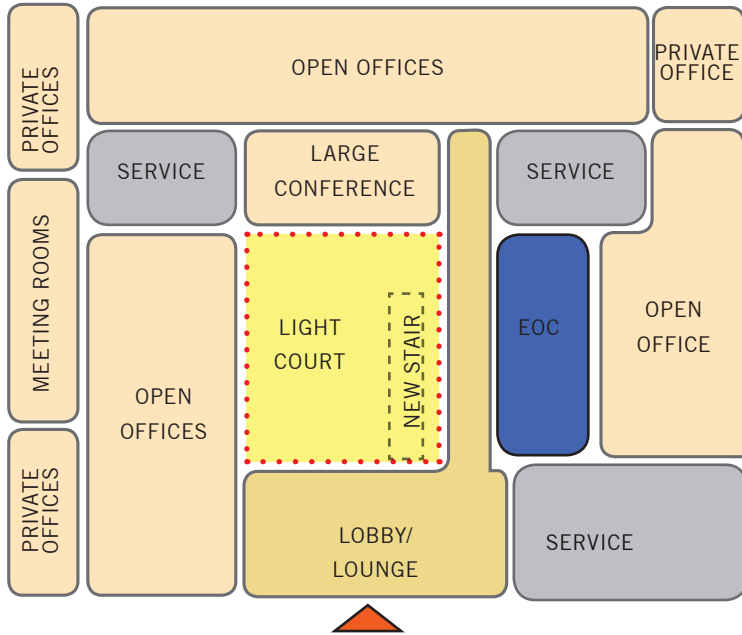 PRIVATE
OFFICES
OPEN OFFICES
PRIVATE
OFFICE
SERVICE
LARGE
CONFERENCE
SERVICE
MEETING ROOMS
OPEN
OFFICES
LIGHT
COURT
NEW STAIR
EOC
OPEN
OFFICE
PRIVATE
OFFICES
LOBBY/
LOUNGE
SERVICE